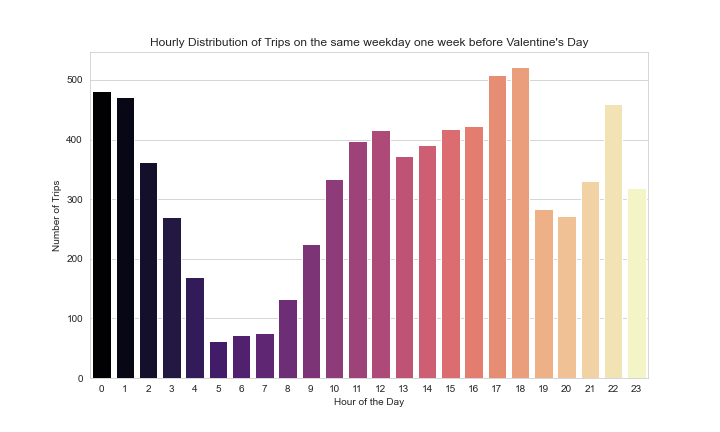 Hourly Distribution of Trips on the same weekday one week before Valentine's Day
Number of Trips
500
400
300
200
100
0
0 1 2 3 4 5 6 7 8 9 10 11 12 13 14 15 16 17 18 19 20 21 22 23
Hour of the Day